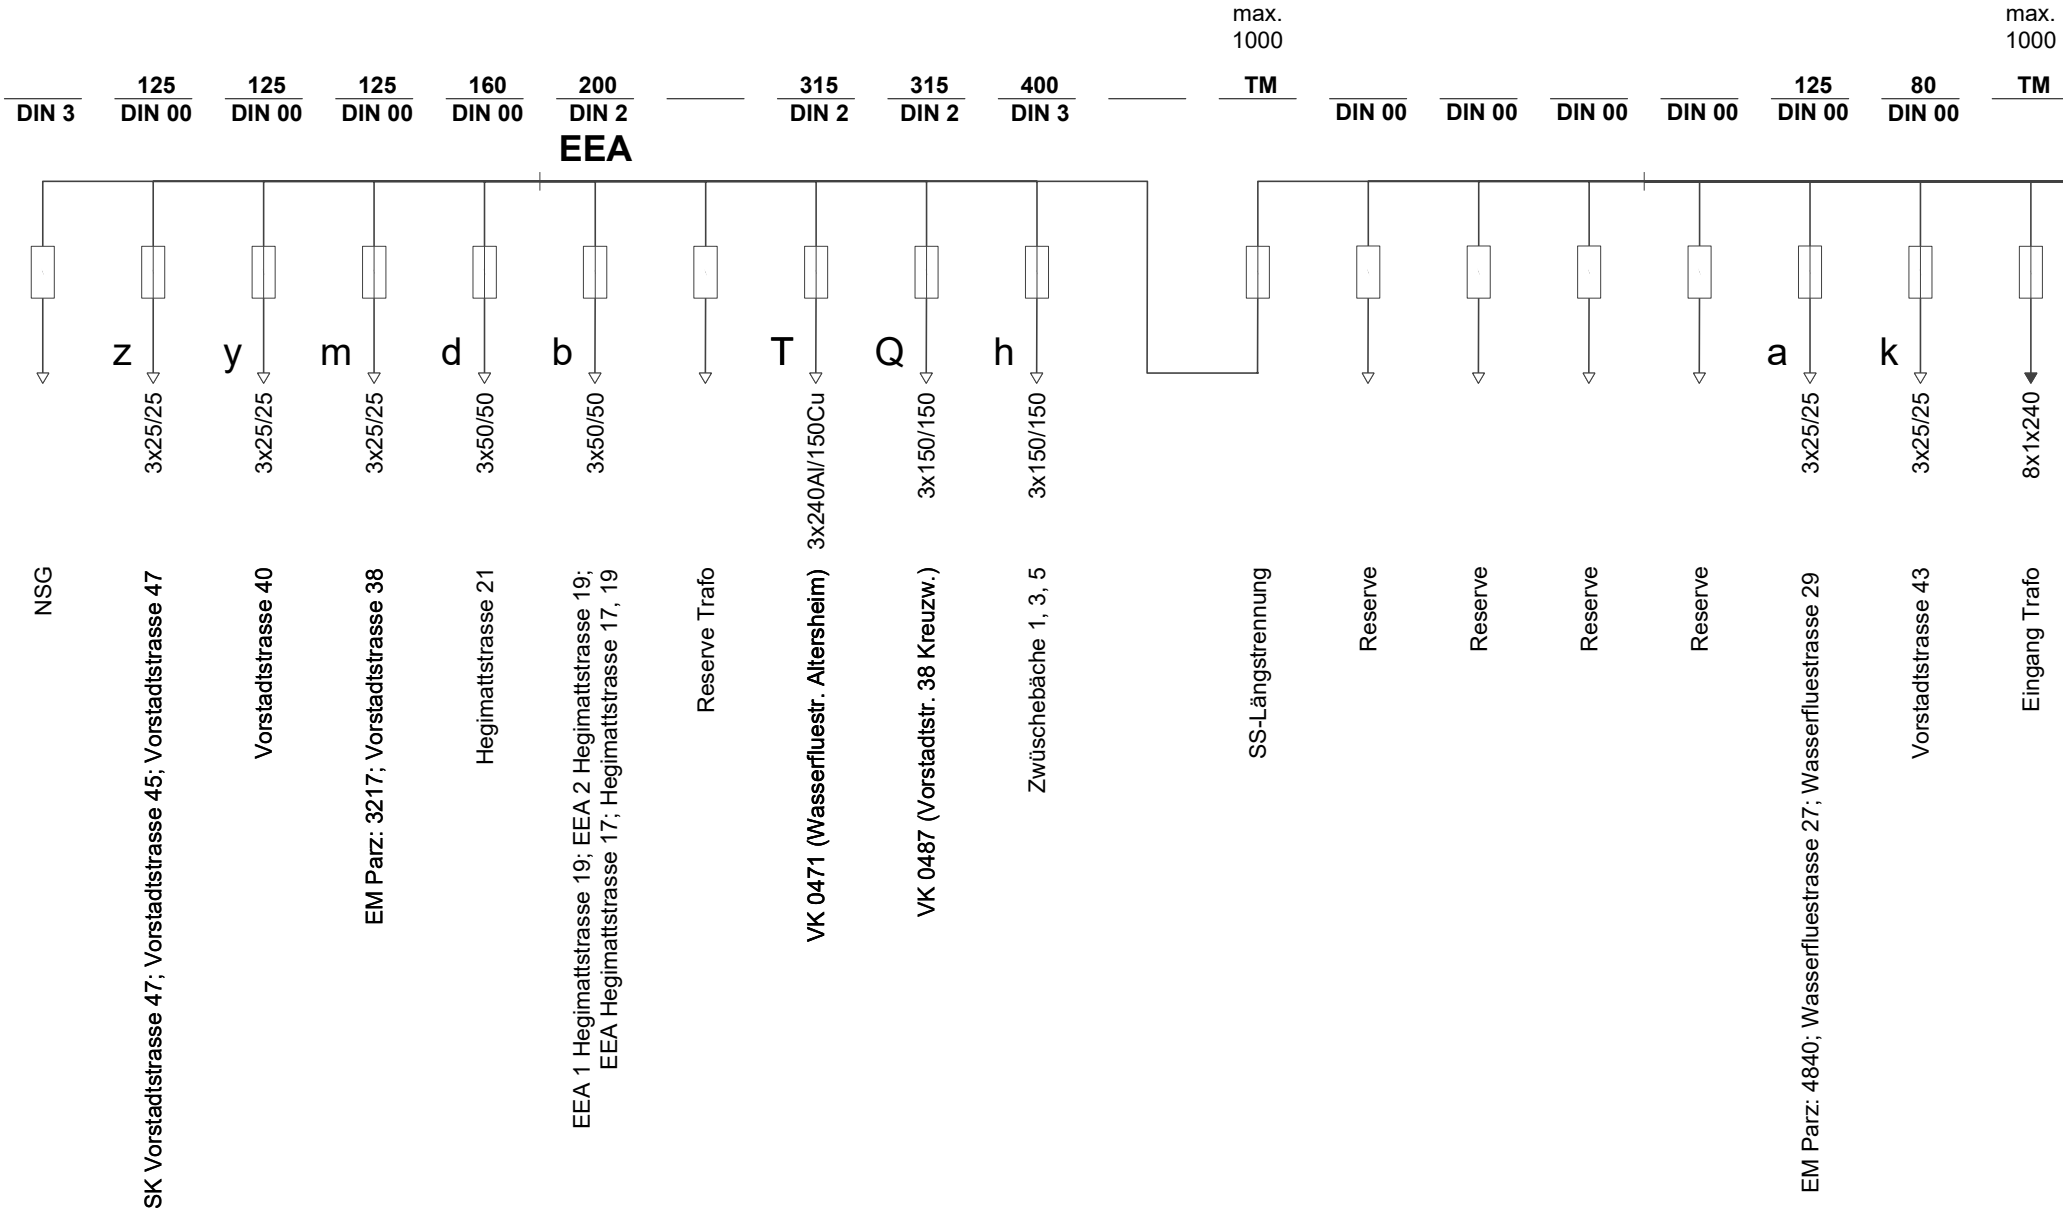 max.
1000
max.
1000
DIN 3
125
DIN 00
125
DIN 00
125
DIN 00
160
DIN 00
200
DIN 2
EEA
315
DIN 2
315
DIN 2
400
DIN 3
TM
DIN 00
DIN 00
DIN 00
DIN 00
125
DIN 00
80
DIN 00
TM
z
y
m
d
b
T
Q
h
a
k
3x25/25
3x25/25
3x25/25
3x50/50
3x50/50
3x240Al/150Cu
3x150/150
3x150/150
3x25/25
3x25/25
8x1x240
NSG
SK Vorstadtstrasse 47; Vorstadtstrasse 45; Vorstadtstrasse 47
Vorstadtstrasse 40
EM Parz: 3217; Vorstadtstrasse 38
Hegimattstrasse 21
EEA 1 Hegimattstrasse 19; EEA 2 Hegimattstrasse 19;
EEA Hegimattstrasse 17; Hegimattstrasse 17, 19
Reserve Trafo
VK 0471 (Wasserfluestr. Altersheim)
VK 0487 (Vorstadtstr. 38 Kreuzw.)
Zwüschebäche 1, 3, 5
SS-Längstrennung
Reserve
Reserve
Reserve
Reserve
EM Parz: 4840; Wasserfluestrasse 27; Wasserfluestrasse 29
Vorstadtstrasse 43
Eingang Trafo